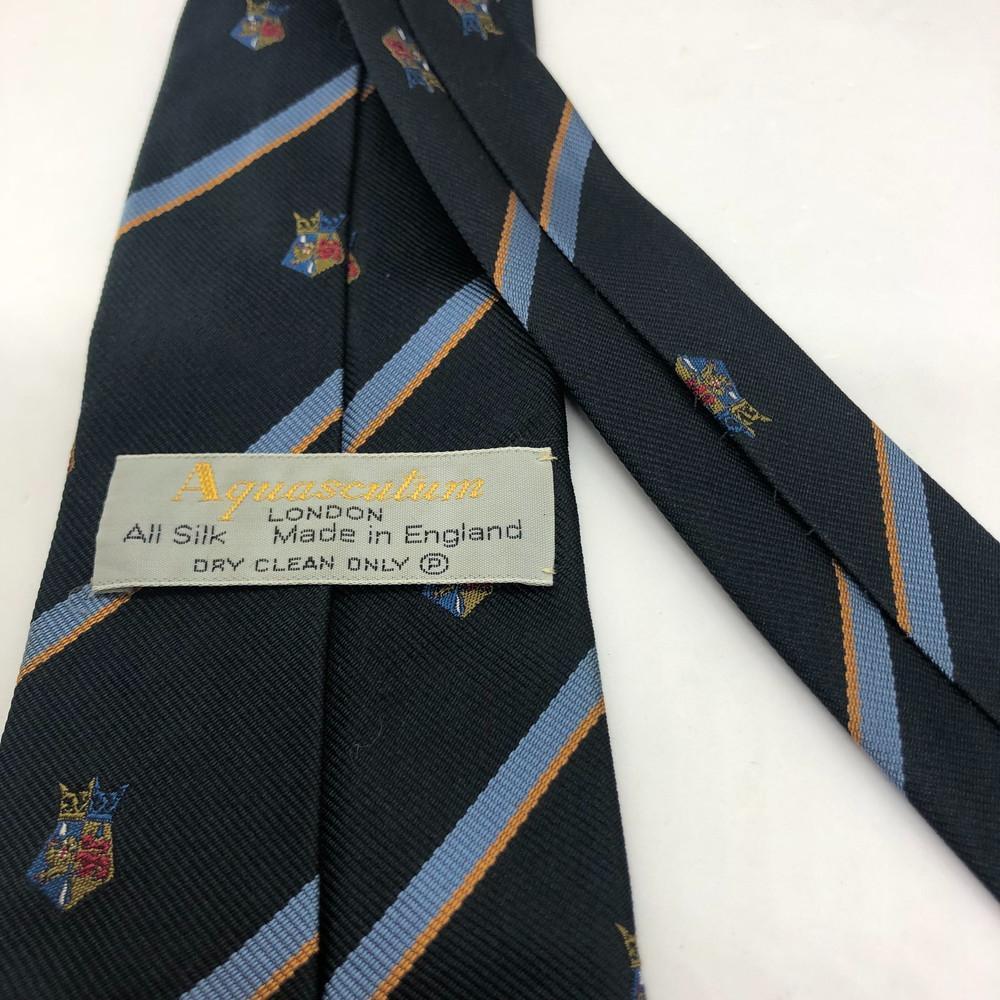 Aquascutum
LONDON
All Silk Made in England
DRY CLEAN ONLY Ⓟ